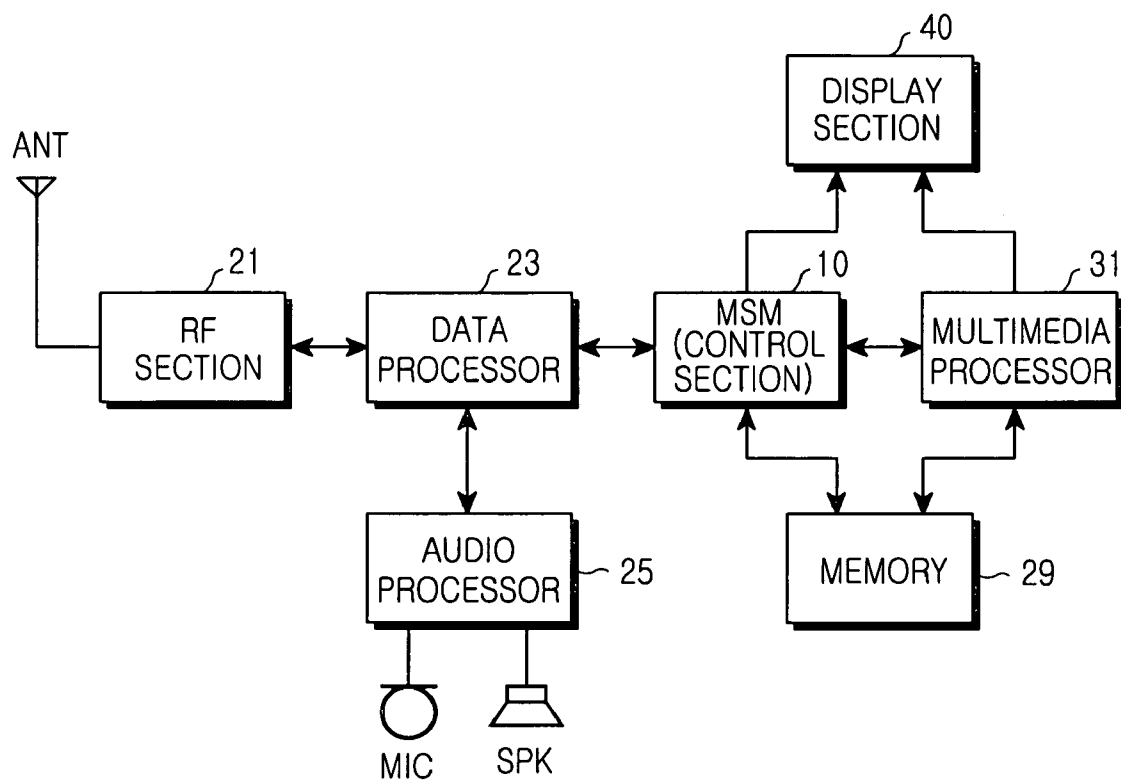 40
DISPLAY
SECTION
ANT
21
RF
SECTION
23
DATA
PROCESSOR
10
MSM
(CONTROL
SECTION)
31
MULTIMEDIA
PROCESSOR
AUDIO
PROCESSOR
25
MEMORY
29
MIC
SPK